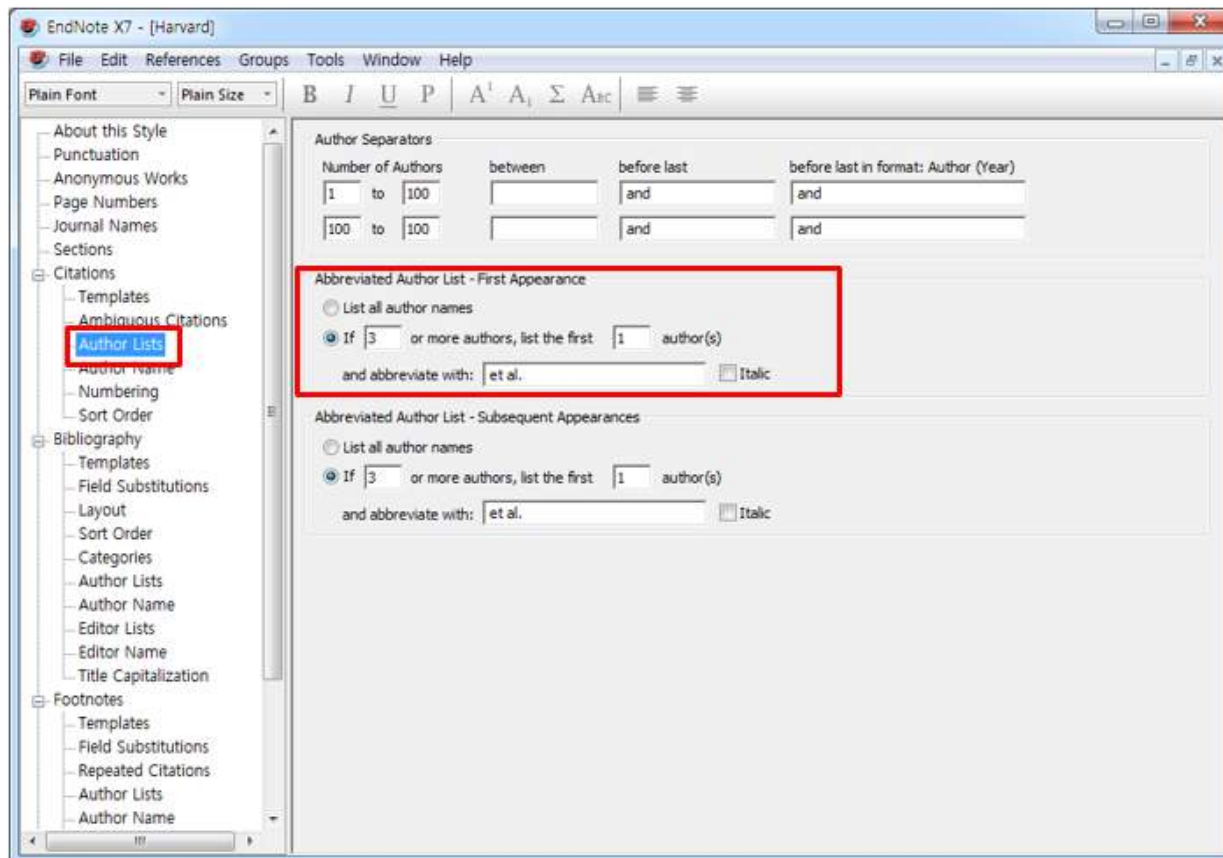 EndNote X7 - [Harvard]
File Edit References Groups Tools Window Help
Plain Font Plain Size B I U P A¹ A₁ Σ Aʙᴄ
About this Style
Punctuation
Anonymous Works
Page Numbers
Journal Names
Sections
Citations
Templates
Ambiguous Citations
Author Lists
Author Name
Numbering
Sort Order
Bibliography
Templates
Field Substitutions
Layout
Sort Order
Categories
Author Lists
Author Name
Editor Lists
Editor Name
Title Capitalization
Footnotes
Templates
Field Substitutions
Repeated Citations
Author Lists
Author Name
Author Separators
Number of Authors between before last before last in format: Author (Year)
1 to 100 and and
100 to 100 and and
Abbreviated Author List - First Appearance
List all author names
If 3 or more authors, list the first 1 author(s)
and abbreviate with: et al. Italic
Abbreviated Author List - Subsequent Appearances
List all author names
If 3 or more authors, list the first 1 author(s)
and abbreviate with: et al. Italic